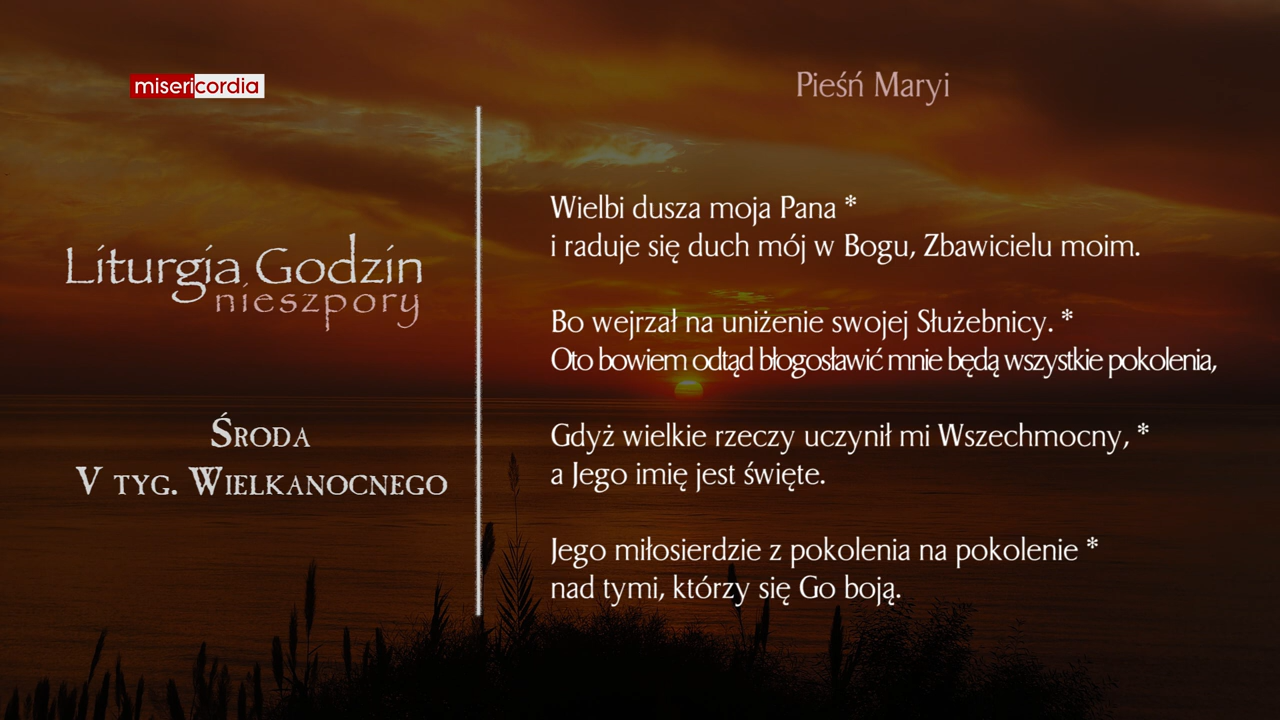 misericordia
Pieśń Maryi
Liturgia Godzin
nieszpory
Środa
V tyg. Wielkanocnego
Wielbi dusza moja Pana *
i raduje się duch mój w Bogu, Zbawicielu moim.
Bo wejrzał na uniżenie swojej Służebnicy. *
Oto bowiem odtąd błogosławić mnie będą wszystkie pokolenia,
Gdyż wielkie rzeczy uczynił mi Wszechmocny, *
a Jego imię jest święte.
Jego miłosierdzie z pokolenia na pokolenie *
nad tymi, którzy się Go boją.